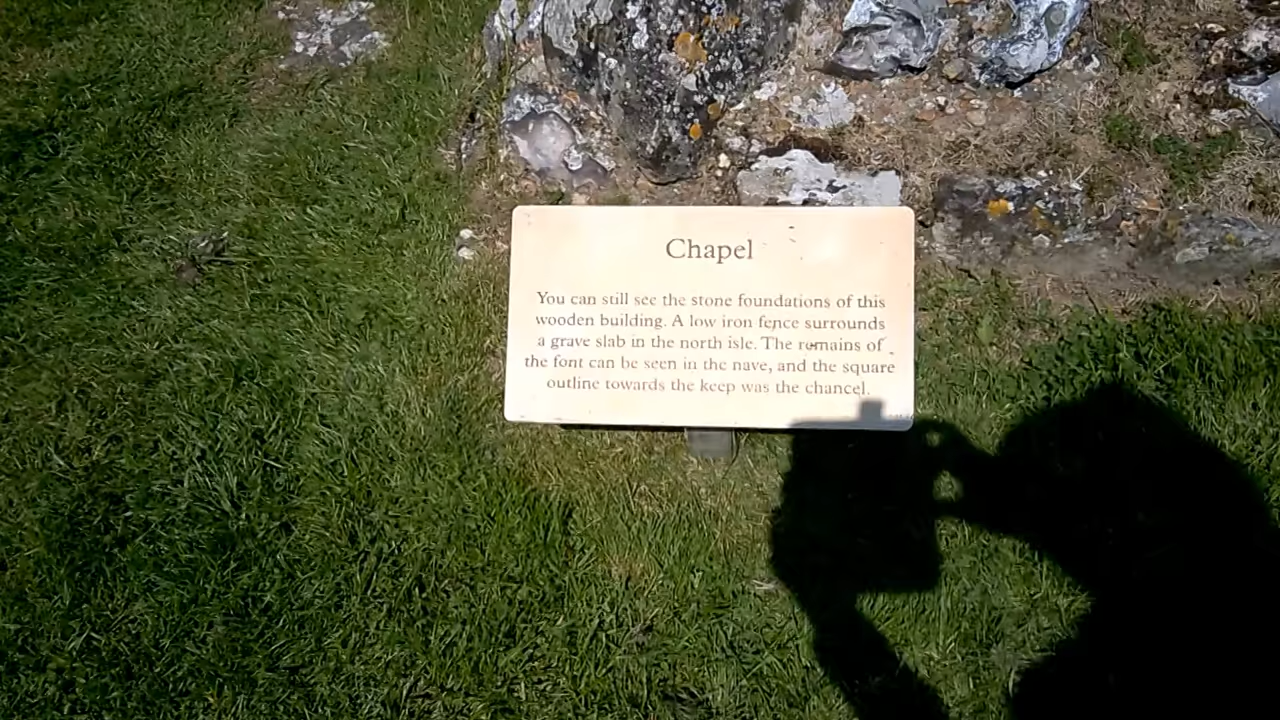 Chapel
You can still see the stone foundations of this
wooden building. A low iron fence surrounds
a grave slab in the north isle. The remains of
the font can be seen in the nave, and the square
outline towards the keep was the chancel.